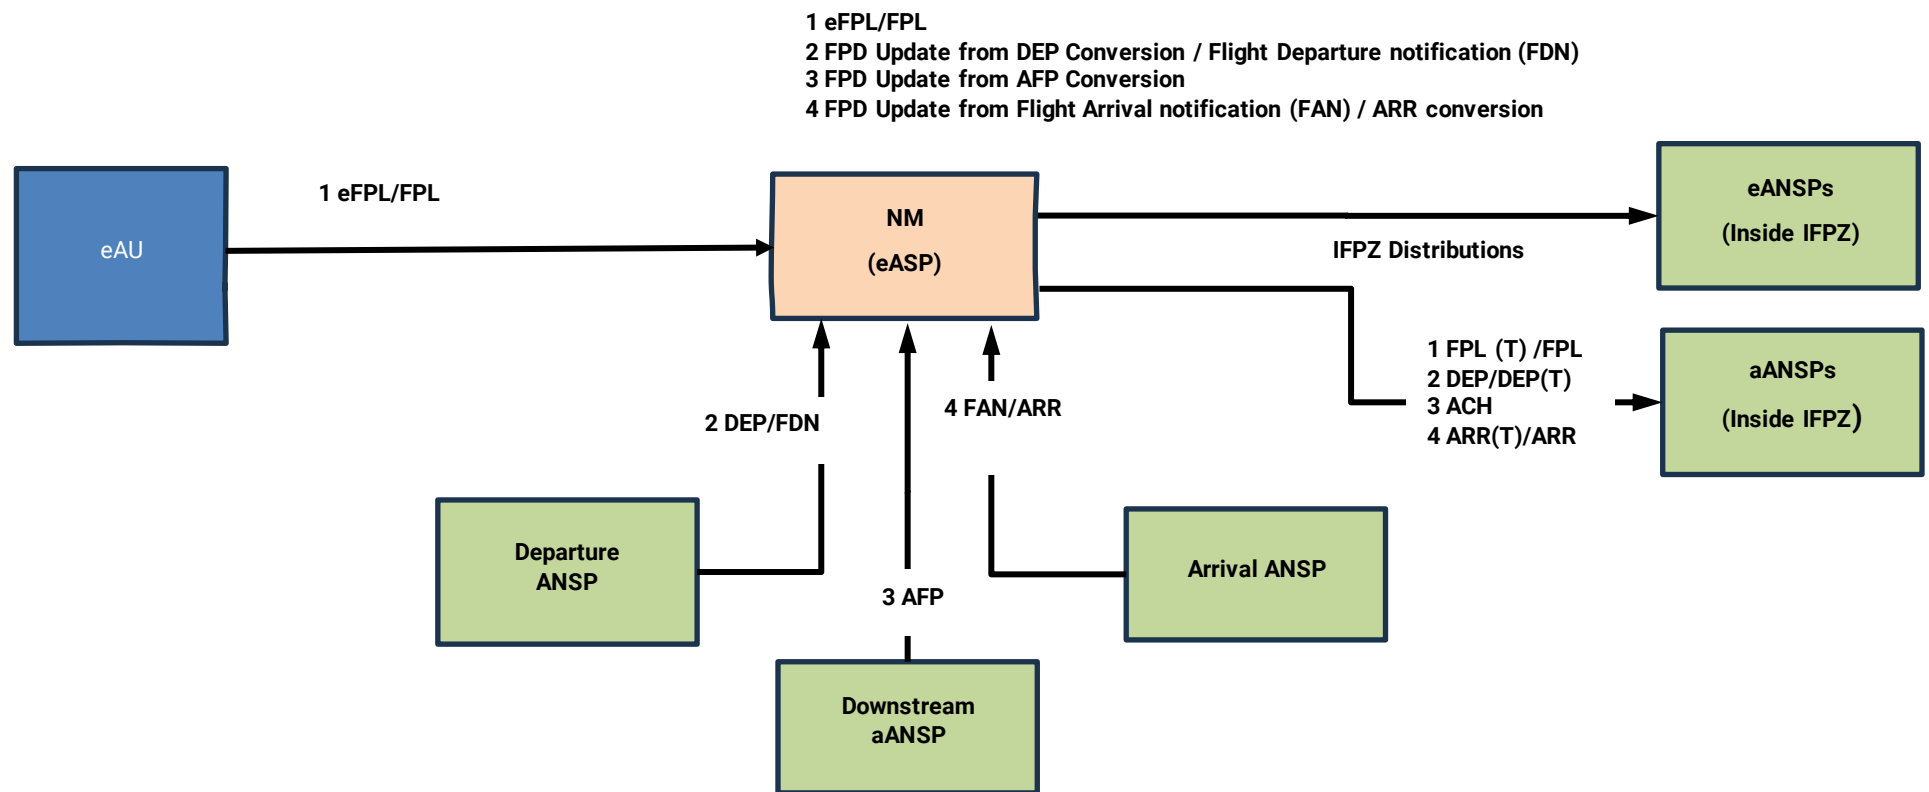 1 eFPL/FPL
2 FPD Update from DEP Conversion / Flight Departure notification (FDN)
3 FPD Update from AFP Conversion
4 FPD Update from Flight Arrival notification (FAN) / ARR conversion
eAU
1 eFPL/FPL
NM
(eASP)
IFPZ Distributions
eANSPs
(Inside IFPZ)
1 FPL (T) /FPL
2 DEP/DEP(T)
3 ACH
4 ARR(T)/ARR
aANSPs
(Inside IFPZ)
2 DEP/FDN
4 FAN/ARR
Departure
ANSP
3 AFP
Arrival ANSP
Downstream
aANSP